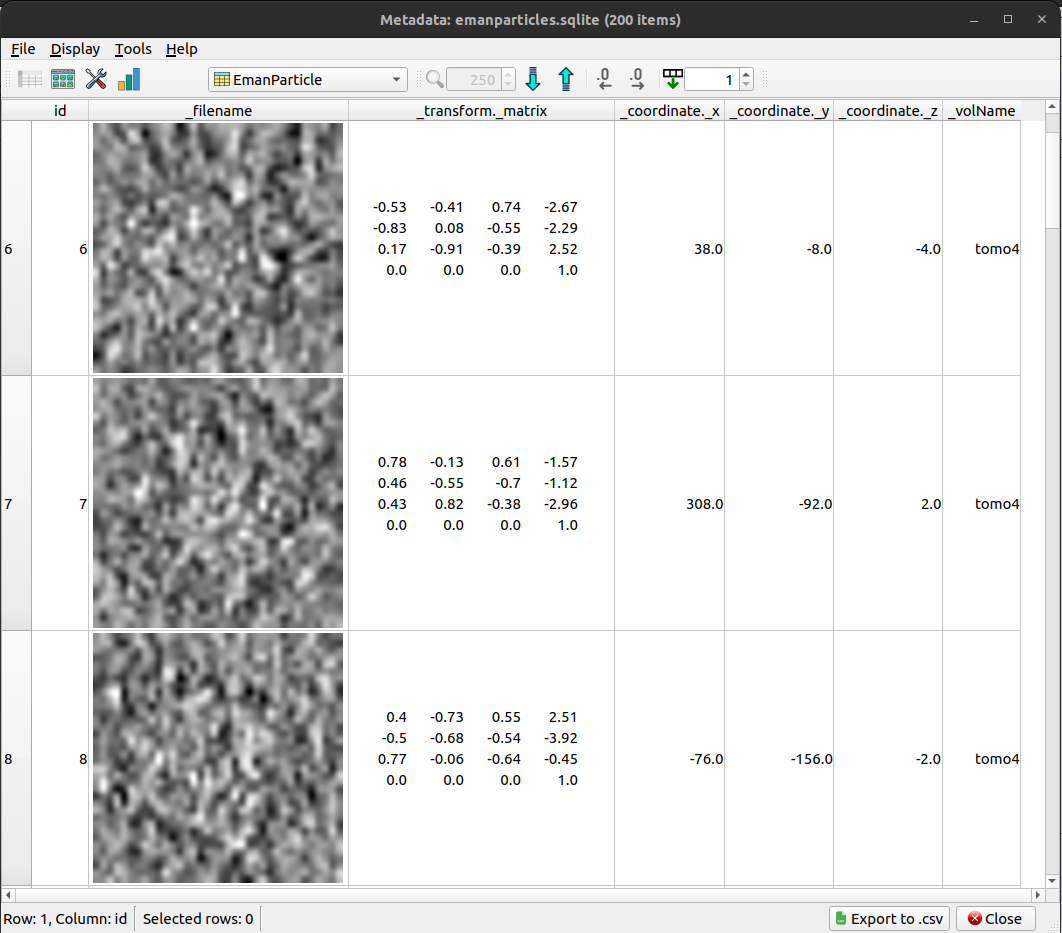 Metadata: emanparticles.sqlite (200 items)
File Display Tools Help
EmanParticle 250 .0 .0 1
id _filename _transform._matrix _coordinate._x _coordinate._y _coordinate._z _volName
-0.53 -0.41 0.74 -2.67
-0.83 0.08 -0.55 -2.29
6 6 0.17 -0.91 -0.39 2.52 38.0 -8.0 -4.0 tomo4
0.0 0.0 0.0 1.0
0.78 -0.13 0.61 -1.57
0.46 -0.55 -0.7 -1.12
7 7 0.43 0.82 -0.38 -2.96 308.0 -92.0 2.0 tomo4
0.0 0.0 0.0 1.0
0.4 -0.73 0.55 2.51
-0.5 -0.68 -0.54 -3.92
8 8 0.77 -0.06 -0.64 -0.45 -76.0 -156.0 -2.0 tomo4
0.0 0.0 0.0 1.0
Row: 1, Column: id Selected rows: 0 Export to .csv Close